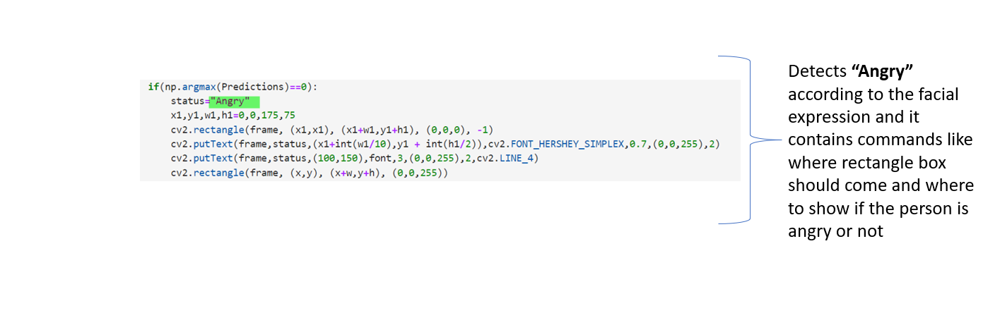 if(np.argmax(Predictions)==0):
    status="Angry"
    x1,y1,w1,h1=0,0,175,75
    cv2.rectangle(frame, (x1,x1), (x1+w1,y1+h1), (0,0,0), -1)
    cv2.putText(frame,status,(x1+int(w1/10),y1 + int(h1/2)),cv2.FONT_HERSHEY_SIMPLEX,0.7,(0,0,255),2)
    cv2.putText(frame,status,(100,150),font,3,(0,0,255),2,cv2.LINE_4)
    cv2.rectangle(frame, (x,y), (x+w,y+h), (0,0,255))
Detects “Angry”
according to the facial
expression and it
contains commands like
where rectangle box
should come and where
to show if the person is
angry or not